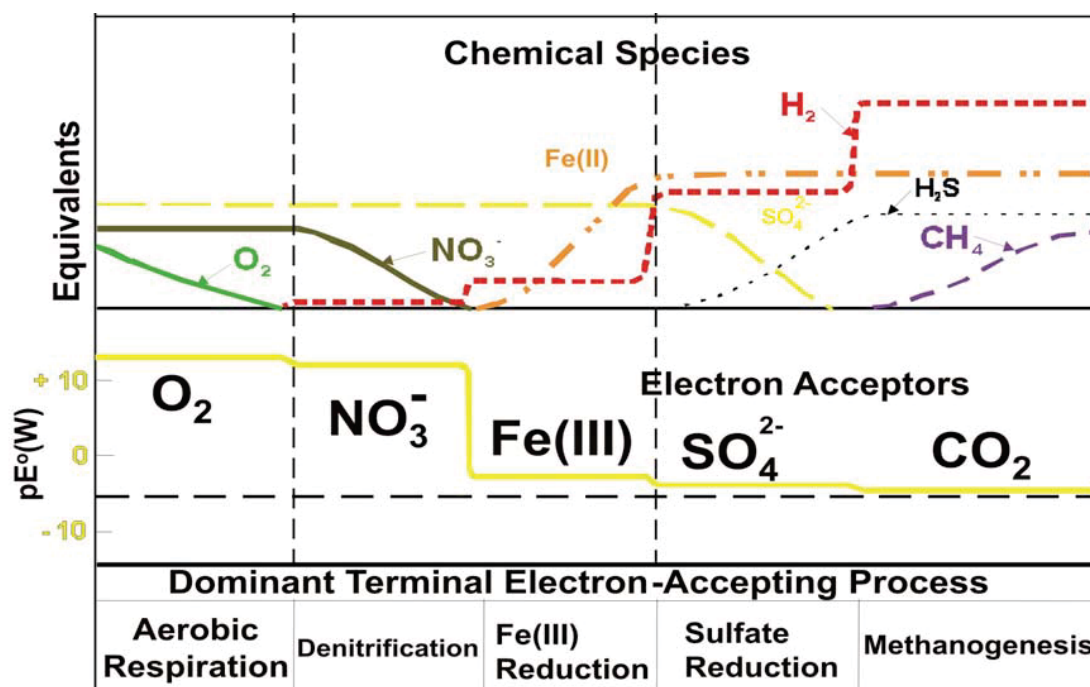 Chemical Species
H₂
Fe(II)
H₂S
SO₄²⁻
NO₃⁻
CH₄
O₂
Equivalents
Electron Acceptors
+ 10
O₂
NO₃⁻
Fe(III)
SO₄²⁻
CO₂
0
- 10
pE°(W)
Dominant Terminal Electron-Accepting Process
Aerobic
Respiration
Denitrification
Fe(III)
Reduction
Sulfate
Reduction
Methanogenesis